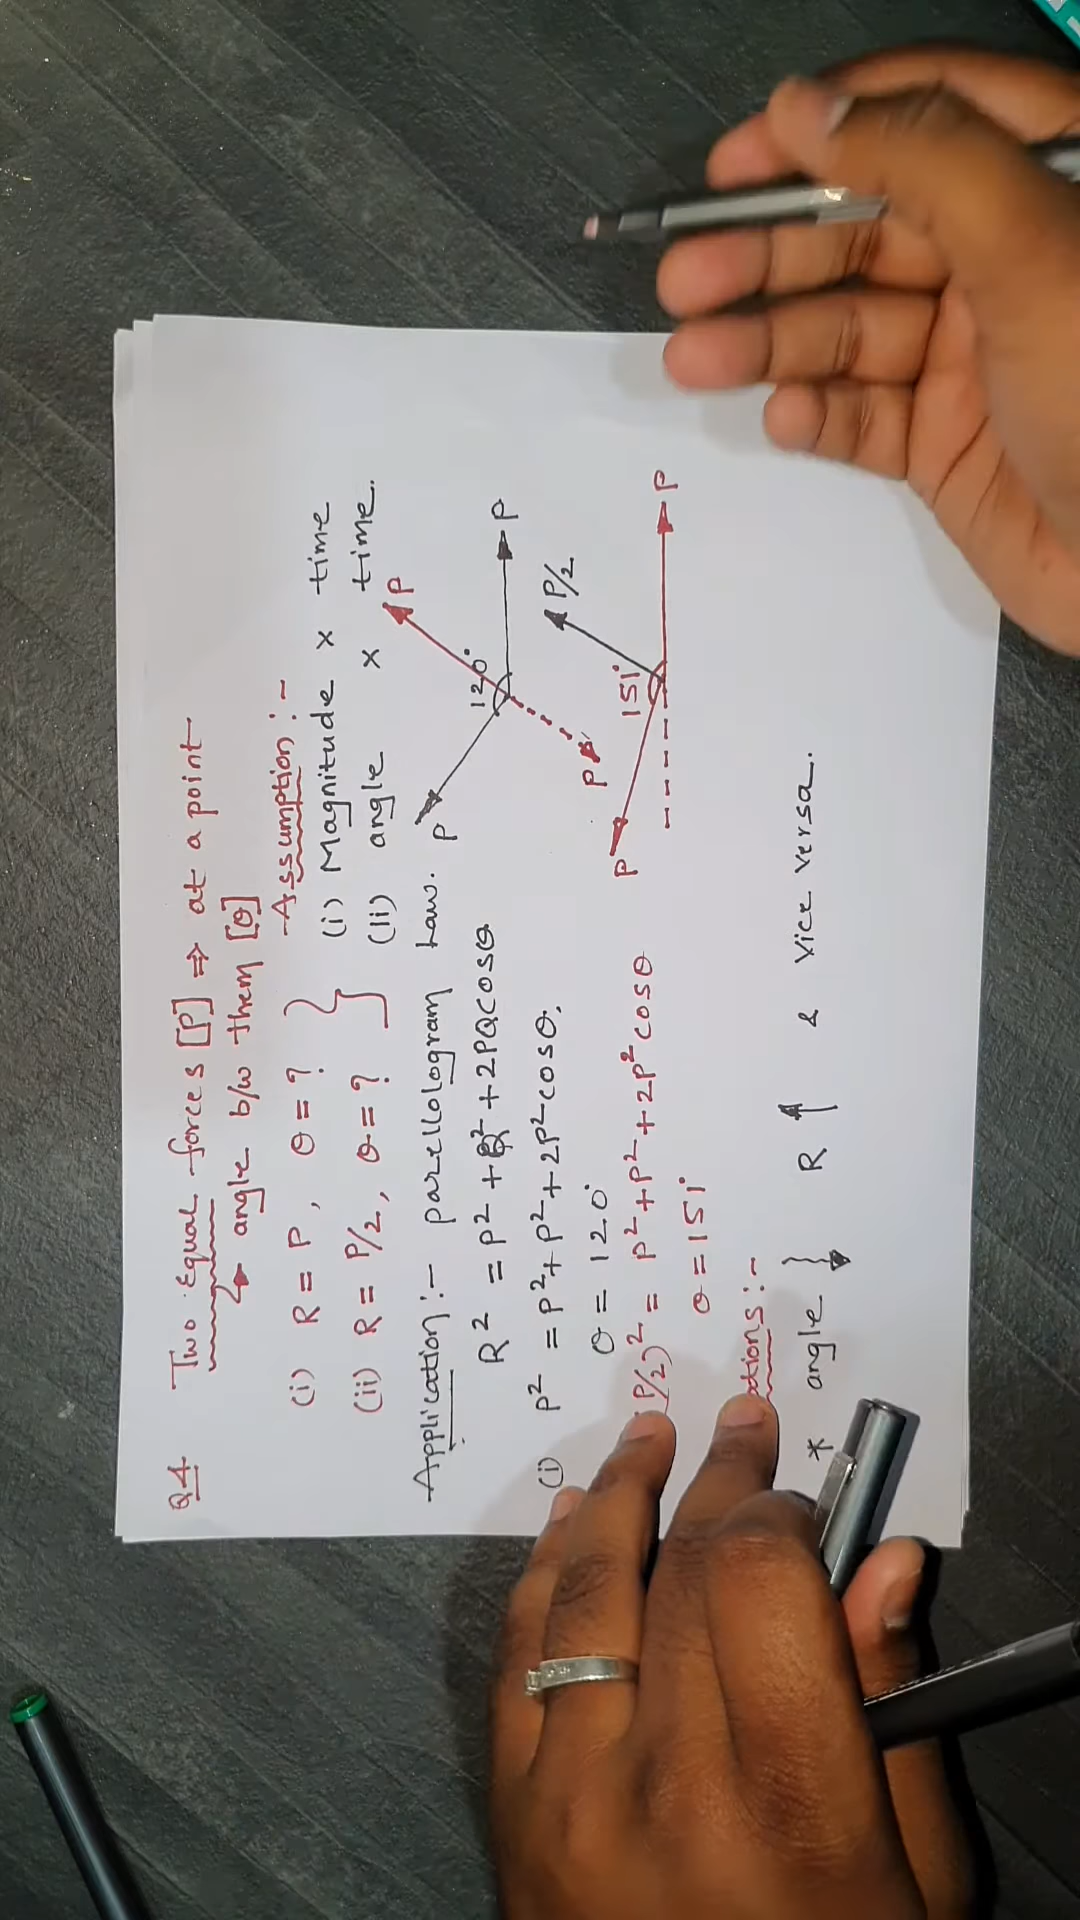 Q4 Two Equal forces [P] ⇒ at a point
angle b/w them [θ]
(i) R = P, θ = ?
(ii) R = P/2, θ = ?
Assumption :-
(i) Magnitude x time
(ii) angle x time.
Application :- parellologram Law.
R² = P² + Q² + 2PQCOSθ
(i) P² = P² + P² + 2P²COSθ.
θ = 120°
P/2)² = P² + P² + 2P²COSθ
θ = 151°
P
P
120°
P
P
P/2
151°
P
P
ations :-
* angle } R ↑ & Vice versa.